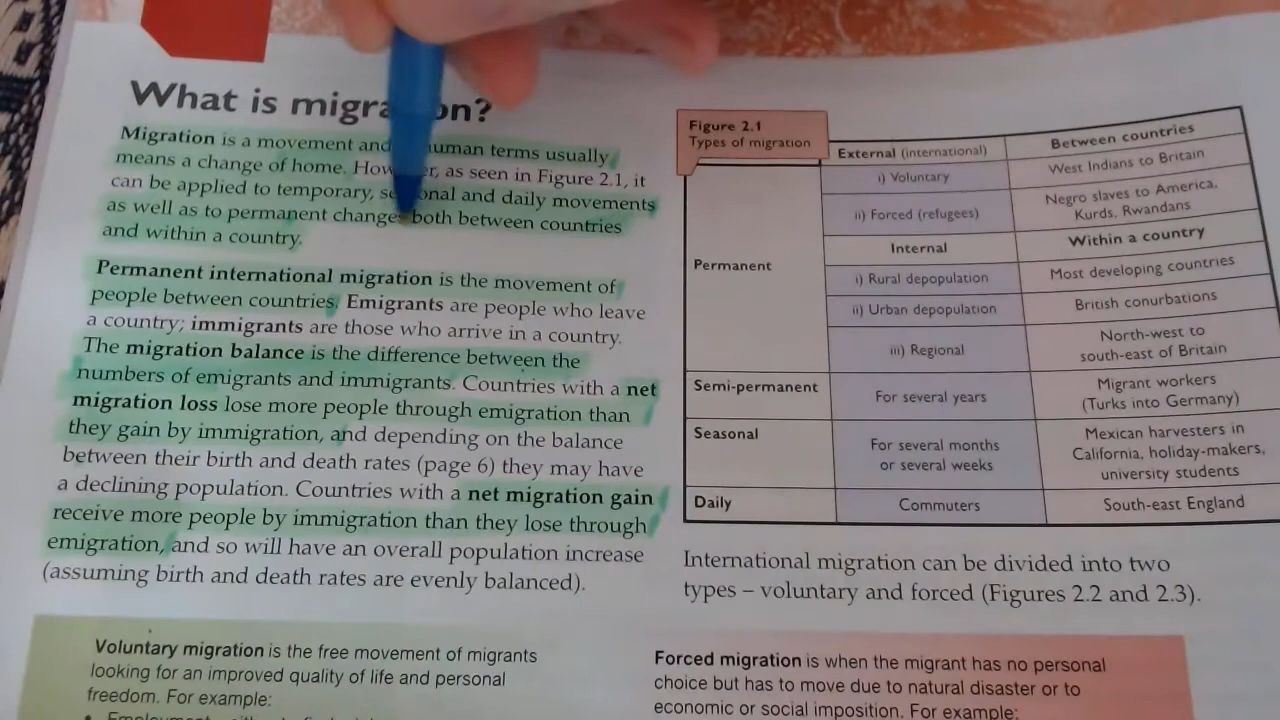 What is migra on?
Migration is a movement and human terms usually
means a change of home. How er, as seen in Figure 2.1, it
can be applied to temporary, se onal and daily movements
as well as to permanent changes both between countries
and within a country.
Permanent international migration is the movement of
people between countries. Emigrants are people who leave
a country; immigrants are those who arrive in a country.
The migration balance is the difference between the
numbers of emigrants and immigrants. Countries with a net
migration loss lose more people through emigration than
they gain by immigration, and depending on the balance
between their birth and death rates (page 6) they may have
a declining population. Countries with a net migration gain
receive more people by immigration than they lose through
emigration, and so will have an overall population increase
(assuming birth and death rates are evenly balanced).
Voluntary migration is the free movement of migrants
looking for an improved quality of life and personal
freedom. For example:
Figure 2.1
Types of migration
External (international) Between countries
Permanent
i) Voluntary West Indians to Britain
ii) Forced (refugees) Negro slaves to America,
Kurds, Rwandans
Internal Within a country
i) Rural depopulation Most developing countries
ii) Urban depopulation British conurbations
iii) Regional North-west to
south-east of Britain
Semi-permanent For several years Migrant workers
(Turks into Germany)
Seasonal For several months
or several weeks Mexican harvesters in
California, holiday-makers,
university students
Daily Commuters South-east England
International migration can be divided into two
types – voluntary and forced (Figures 2.2 and 2.3).
Forced migration is when the migrant has no personal
choice but has to move due to natural disaster or to
economic or social imposition. For example: